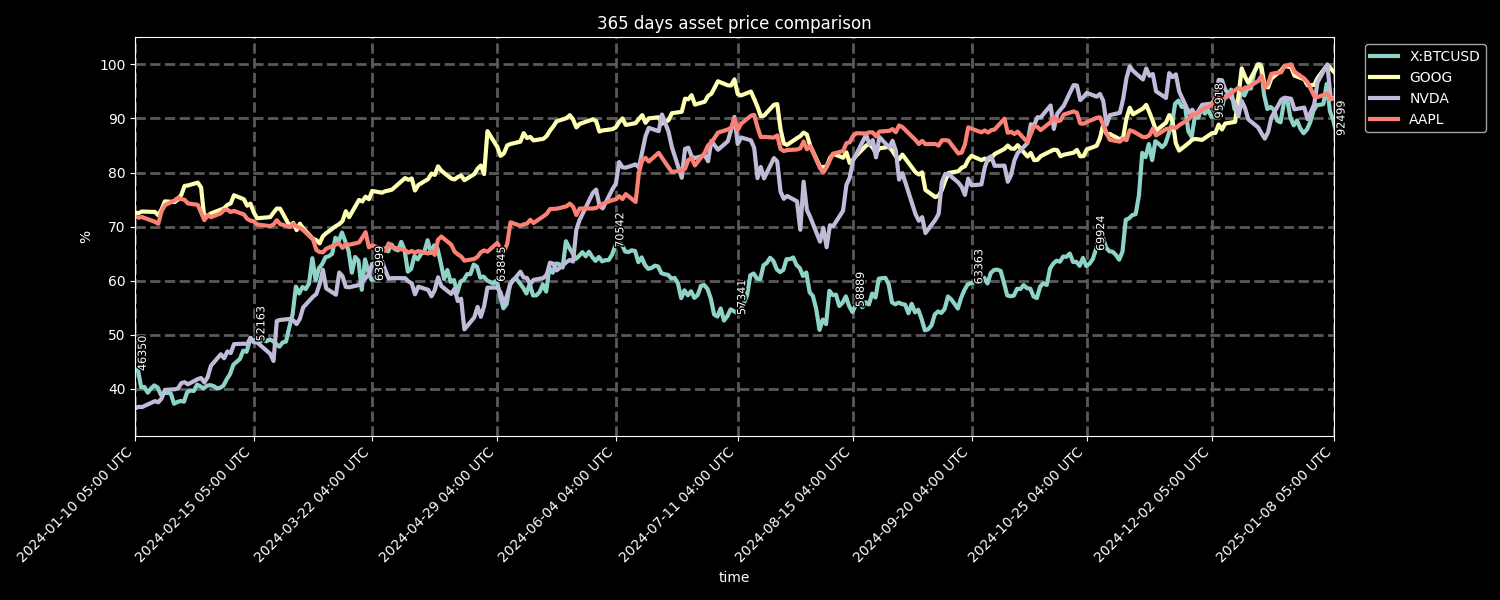 365 days asset price comparison
X:BTCUSD
GOOG
NVDA
AAPL
100
90
80
70
60
50
40
%
46350
52163
63999
63845
70542
57341
58889
63363
69924
95918
92499
2024-01-10 05:00 UTC
2024-02-15 05:00 UTC
2024-03-22 04:00 UTC
2024-04-29 04:00 UTC
2024-06-04 04:00 UTC
2024-07-11 04:00 UTC
2024-08-15 04:00 UTC
2024-09-20 04:00 UTC
2024-10-25 04:00 UTC
2024-12-02 05:00 UTC
2025-01-08 05:00 UTC
time